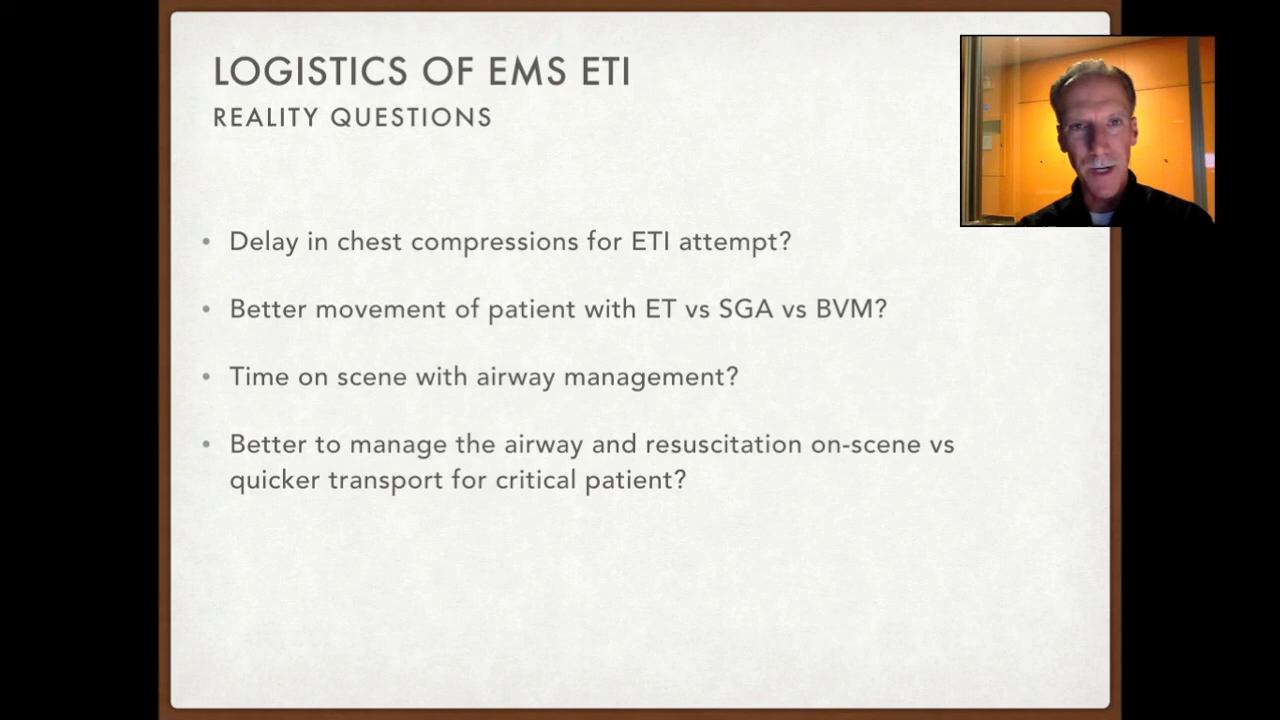 LOGISTICS OF EMS ETI
REALITY QUESTIONS
• Delay in chest compressions for ETI attempt?
• Better movement of patient with ET vs SGA vs BVM?
• Time on scene with airway management?
• Better to manage the airway and resuscitation on-scene vs
quicker transport for critical patient?